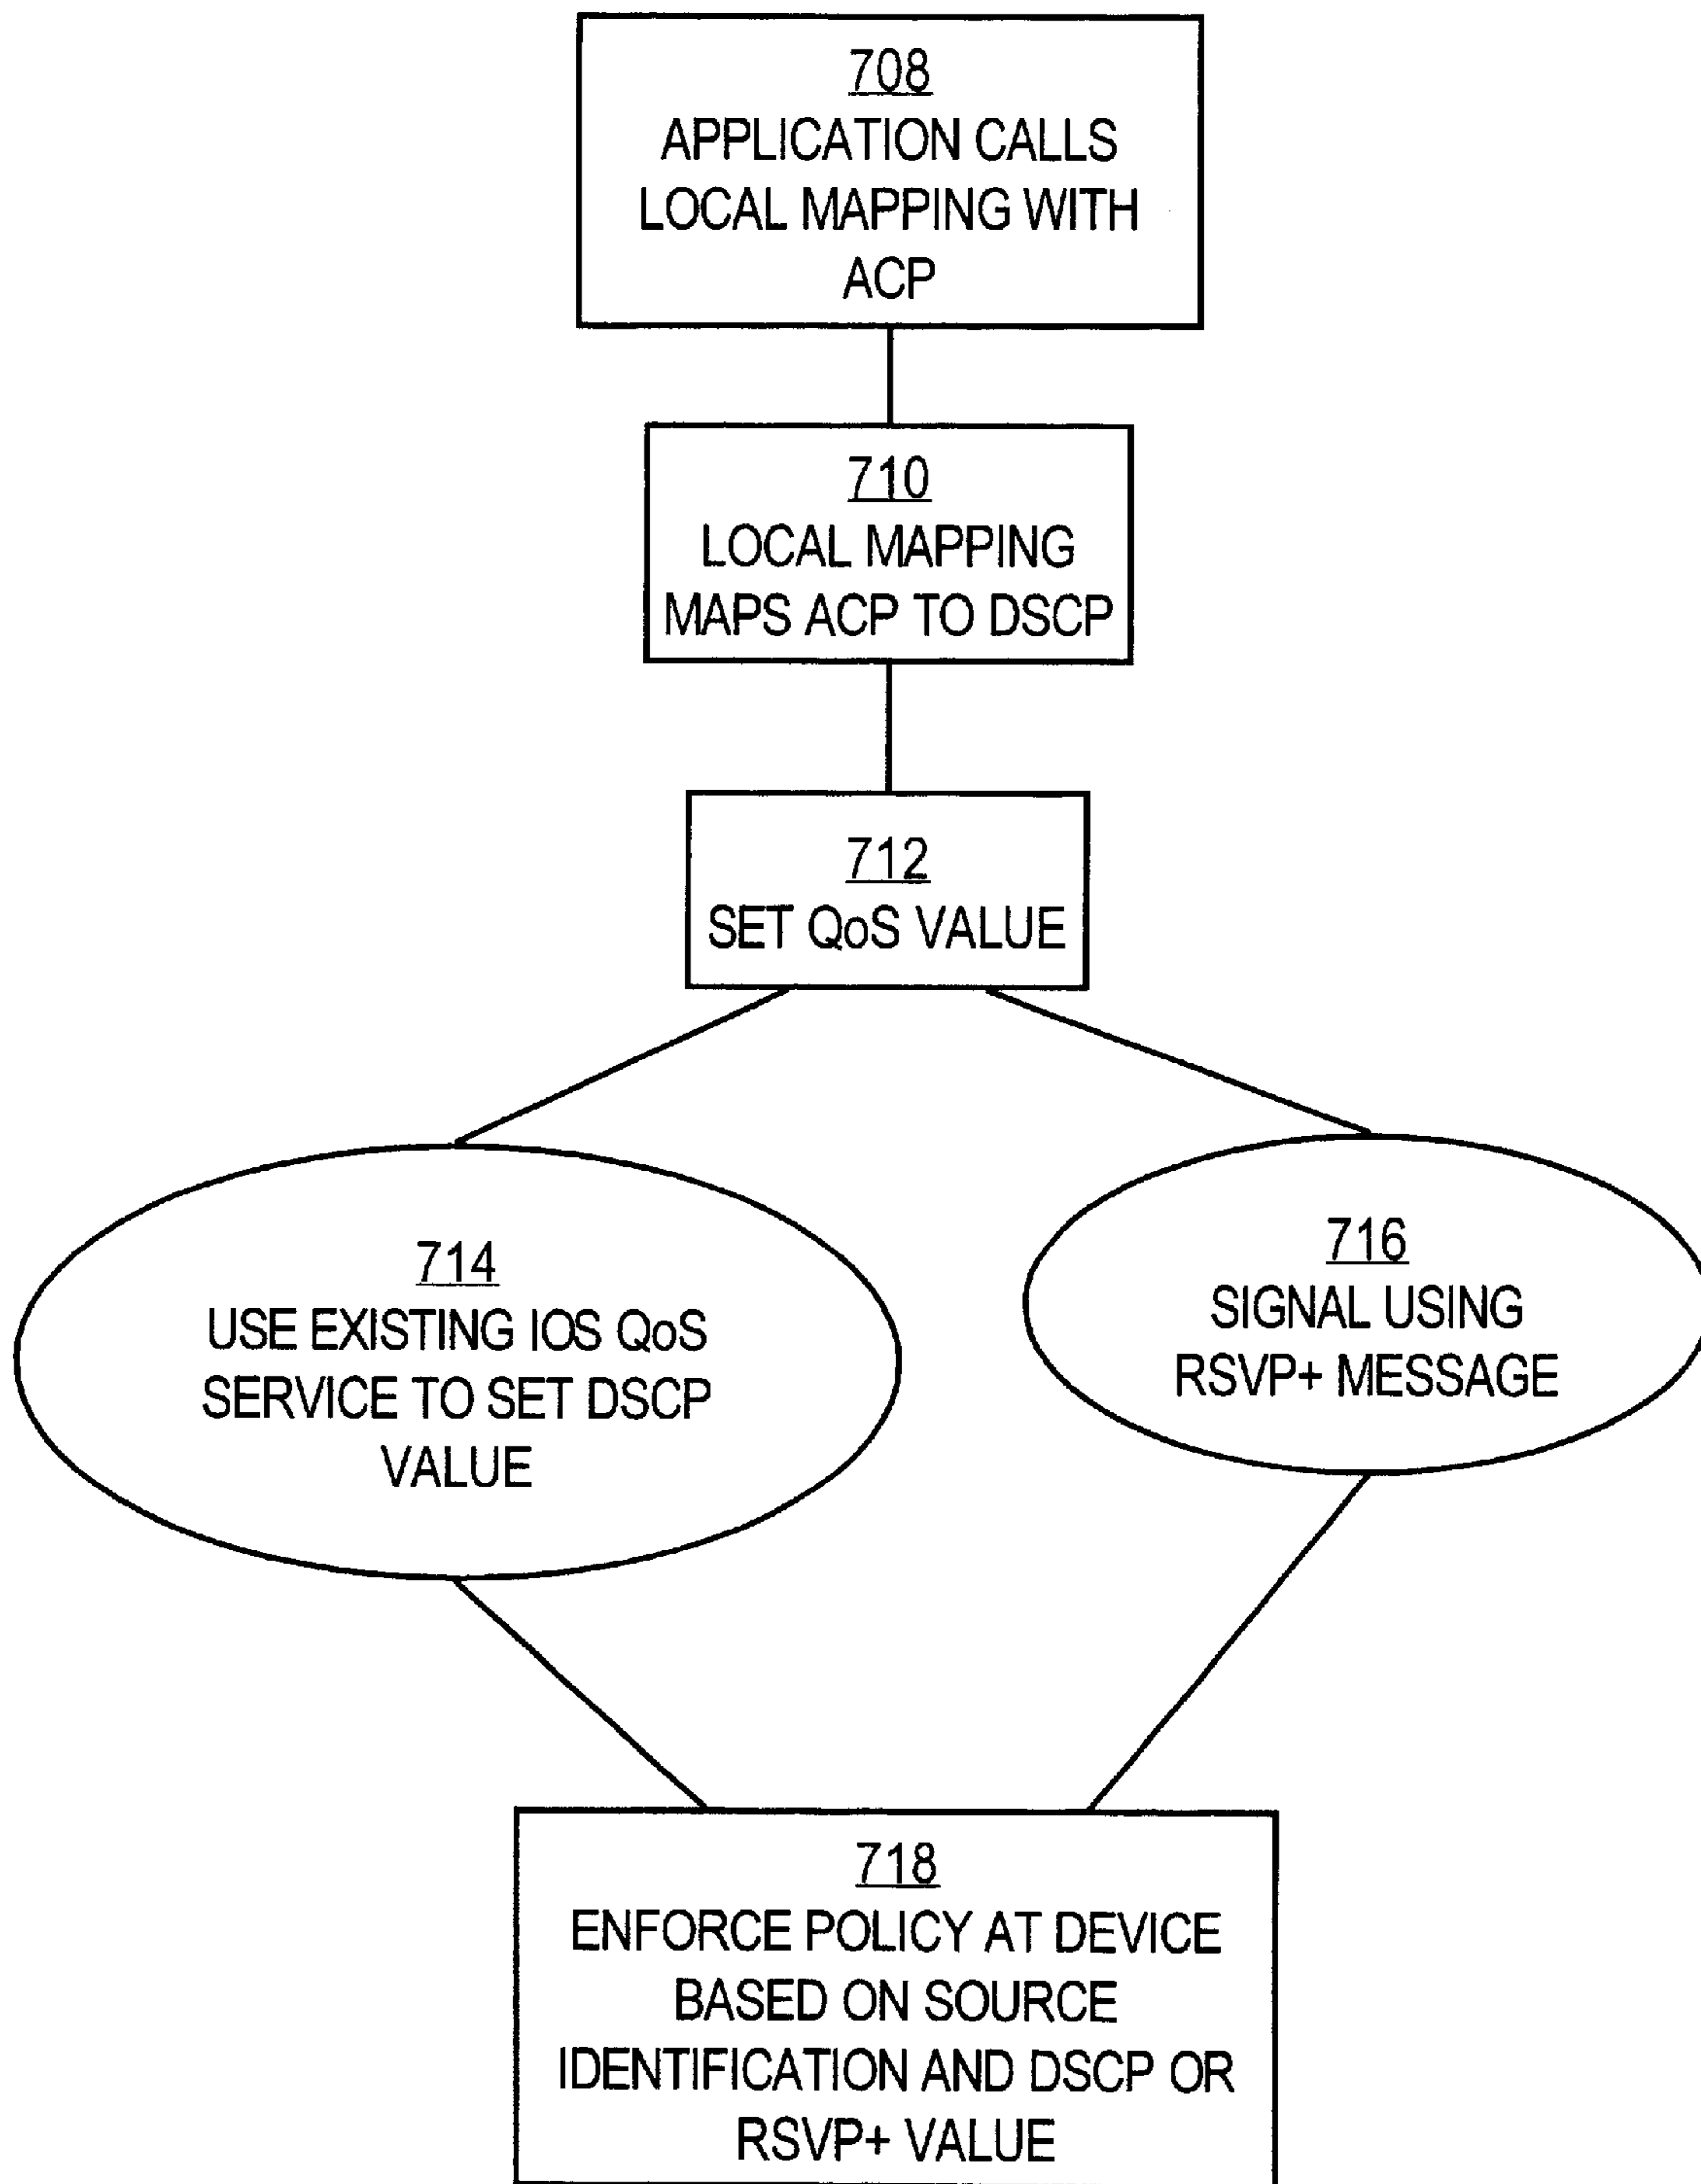 708
APPLICATION CALLS
LOCAL MAPPING WITH
ACP
710
LOCAL MAPPING
MAPS ACP TO DSCP
712
SET QoS VALUE
714
USE EXISTING IOS QoS
SERVICE TO SET DSCP
VALUE
716
SIGNAL USING
RSVP+ MESSAGE
718
ENFORCE POLICY AT DEVICE
BASED ON SOURCE
IDENTIFICATION AND DSCP OR
RSVP+ VALUE